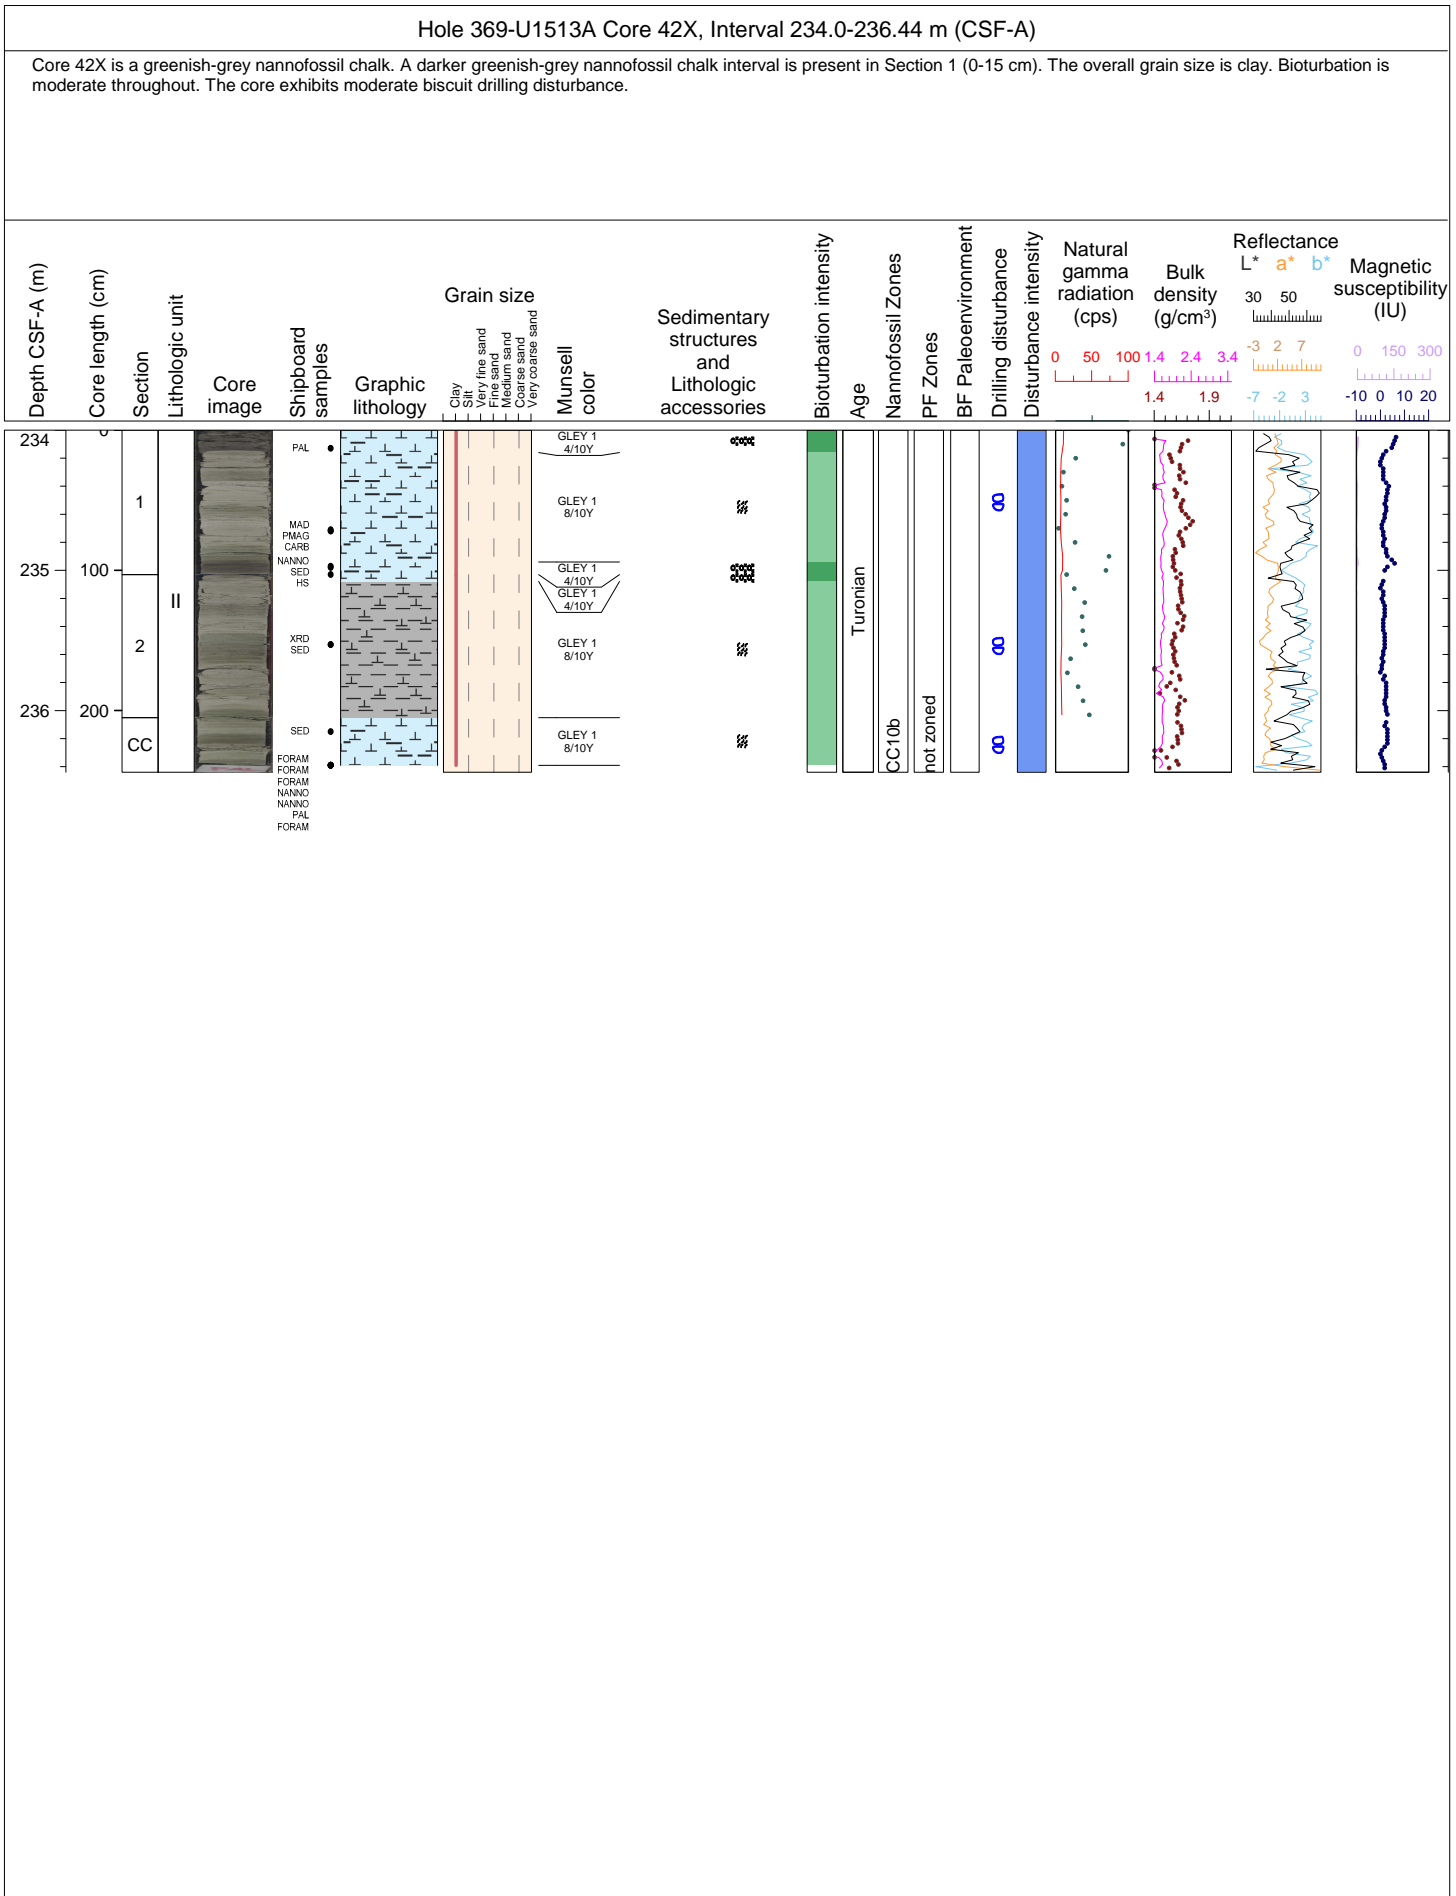 Hole 369-U1513A Core 42X, Interval 234.0-236.44 m (CSF-A)
Core 42X is a greenish-grey nannofossil chalk. A darker greenish-grey nannofossil chalk interval is present in Section 1 (0-15 cm). The overall grain size is clay. Bioturbation is
moderate throughout. The core exhibits moderate biscuit drilling disturbance.
Depth CSF-A (m)
Core length (cm)
Section
Lithologic unit
Core
image
Shipboard
samples
Graphic
lithology
Grain size
Clay
Silt
Very fine sand
Fine sand
Medium sand
Coarse sand
Very coarse sand
Munsell
color
Sedimentary
structures
and
Lithologic
accessories
Bioturbation intensity
Age
Nannofossil Zones
PF Zones
BF Paleoenvironment
Drilling disturbance
Disturbance intensity
Natural
gamma
radiation
(cps)
0 50 100
Bulk
density
(g/cm³)
1.4 2.4 3.4
1.4 1.9
Reflectance
L* a* b*
30 50
-3 2 7
-7 -2 3
Magnetic
susceptibility
(IU)
0 150 300
-10 0 10 20
234
235
236
0
100
200
1
2
CC
II
PAL
MAD
PMAG
CARB
NANNO
SED
HS
XRD
SED
SED
FORAM
FORAM
FORAM
NANNO
NANNO
PAL
FORAM
GLEY 1
4/10Y
GLEY 1
8/10Y
GLEY 1
4/10Y
GLEY 1
4/10Y
GLEY 1
8/10Y
GLEY 1
8/10Y
Turonian
CC10b
not zoned